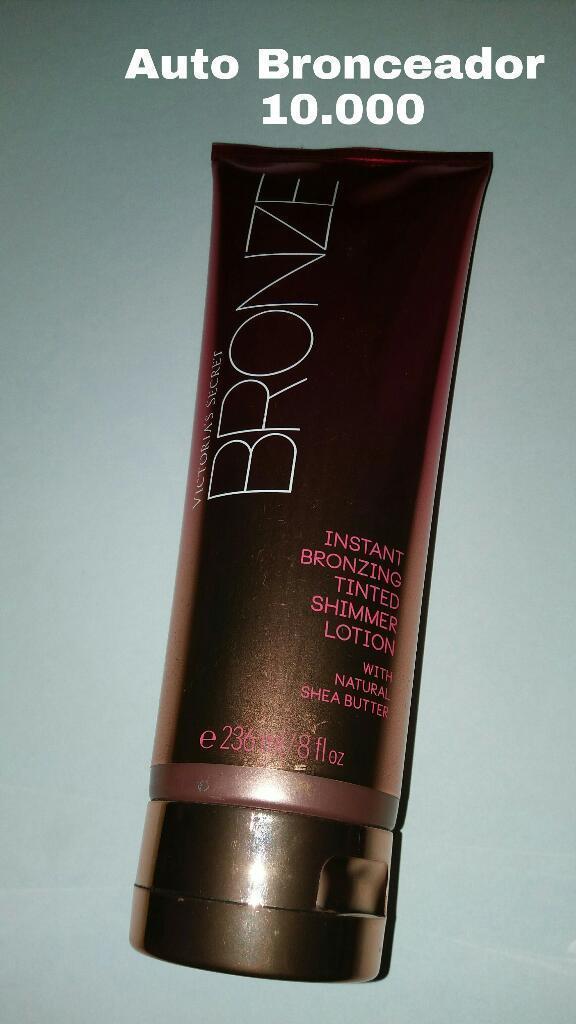 Auto Bronceador
10.000
VICTORIA'S SECRET
BRONZE
INSTANT
BRONZING
TINTED
SHIMMER
LOTION
WITH
NATURAL
SHEA BUTTER
e 236 ml/8 fl oz